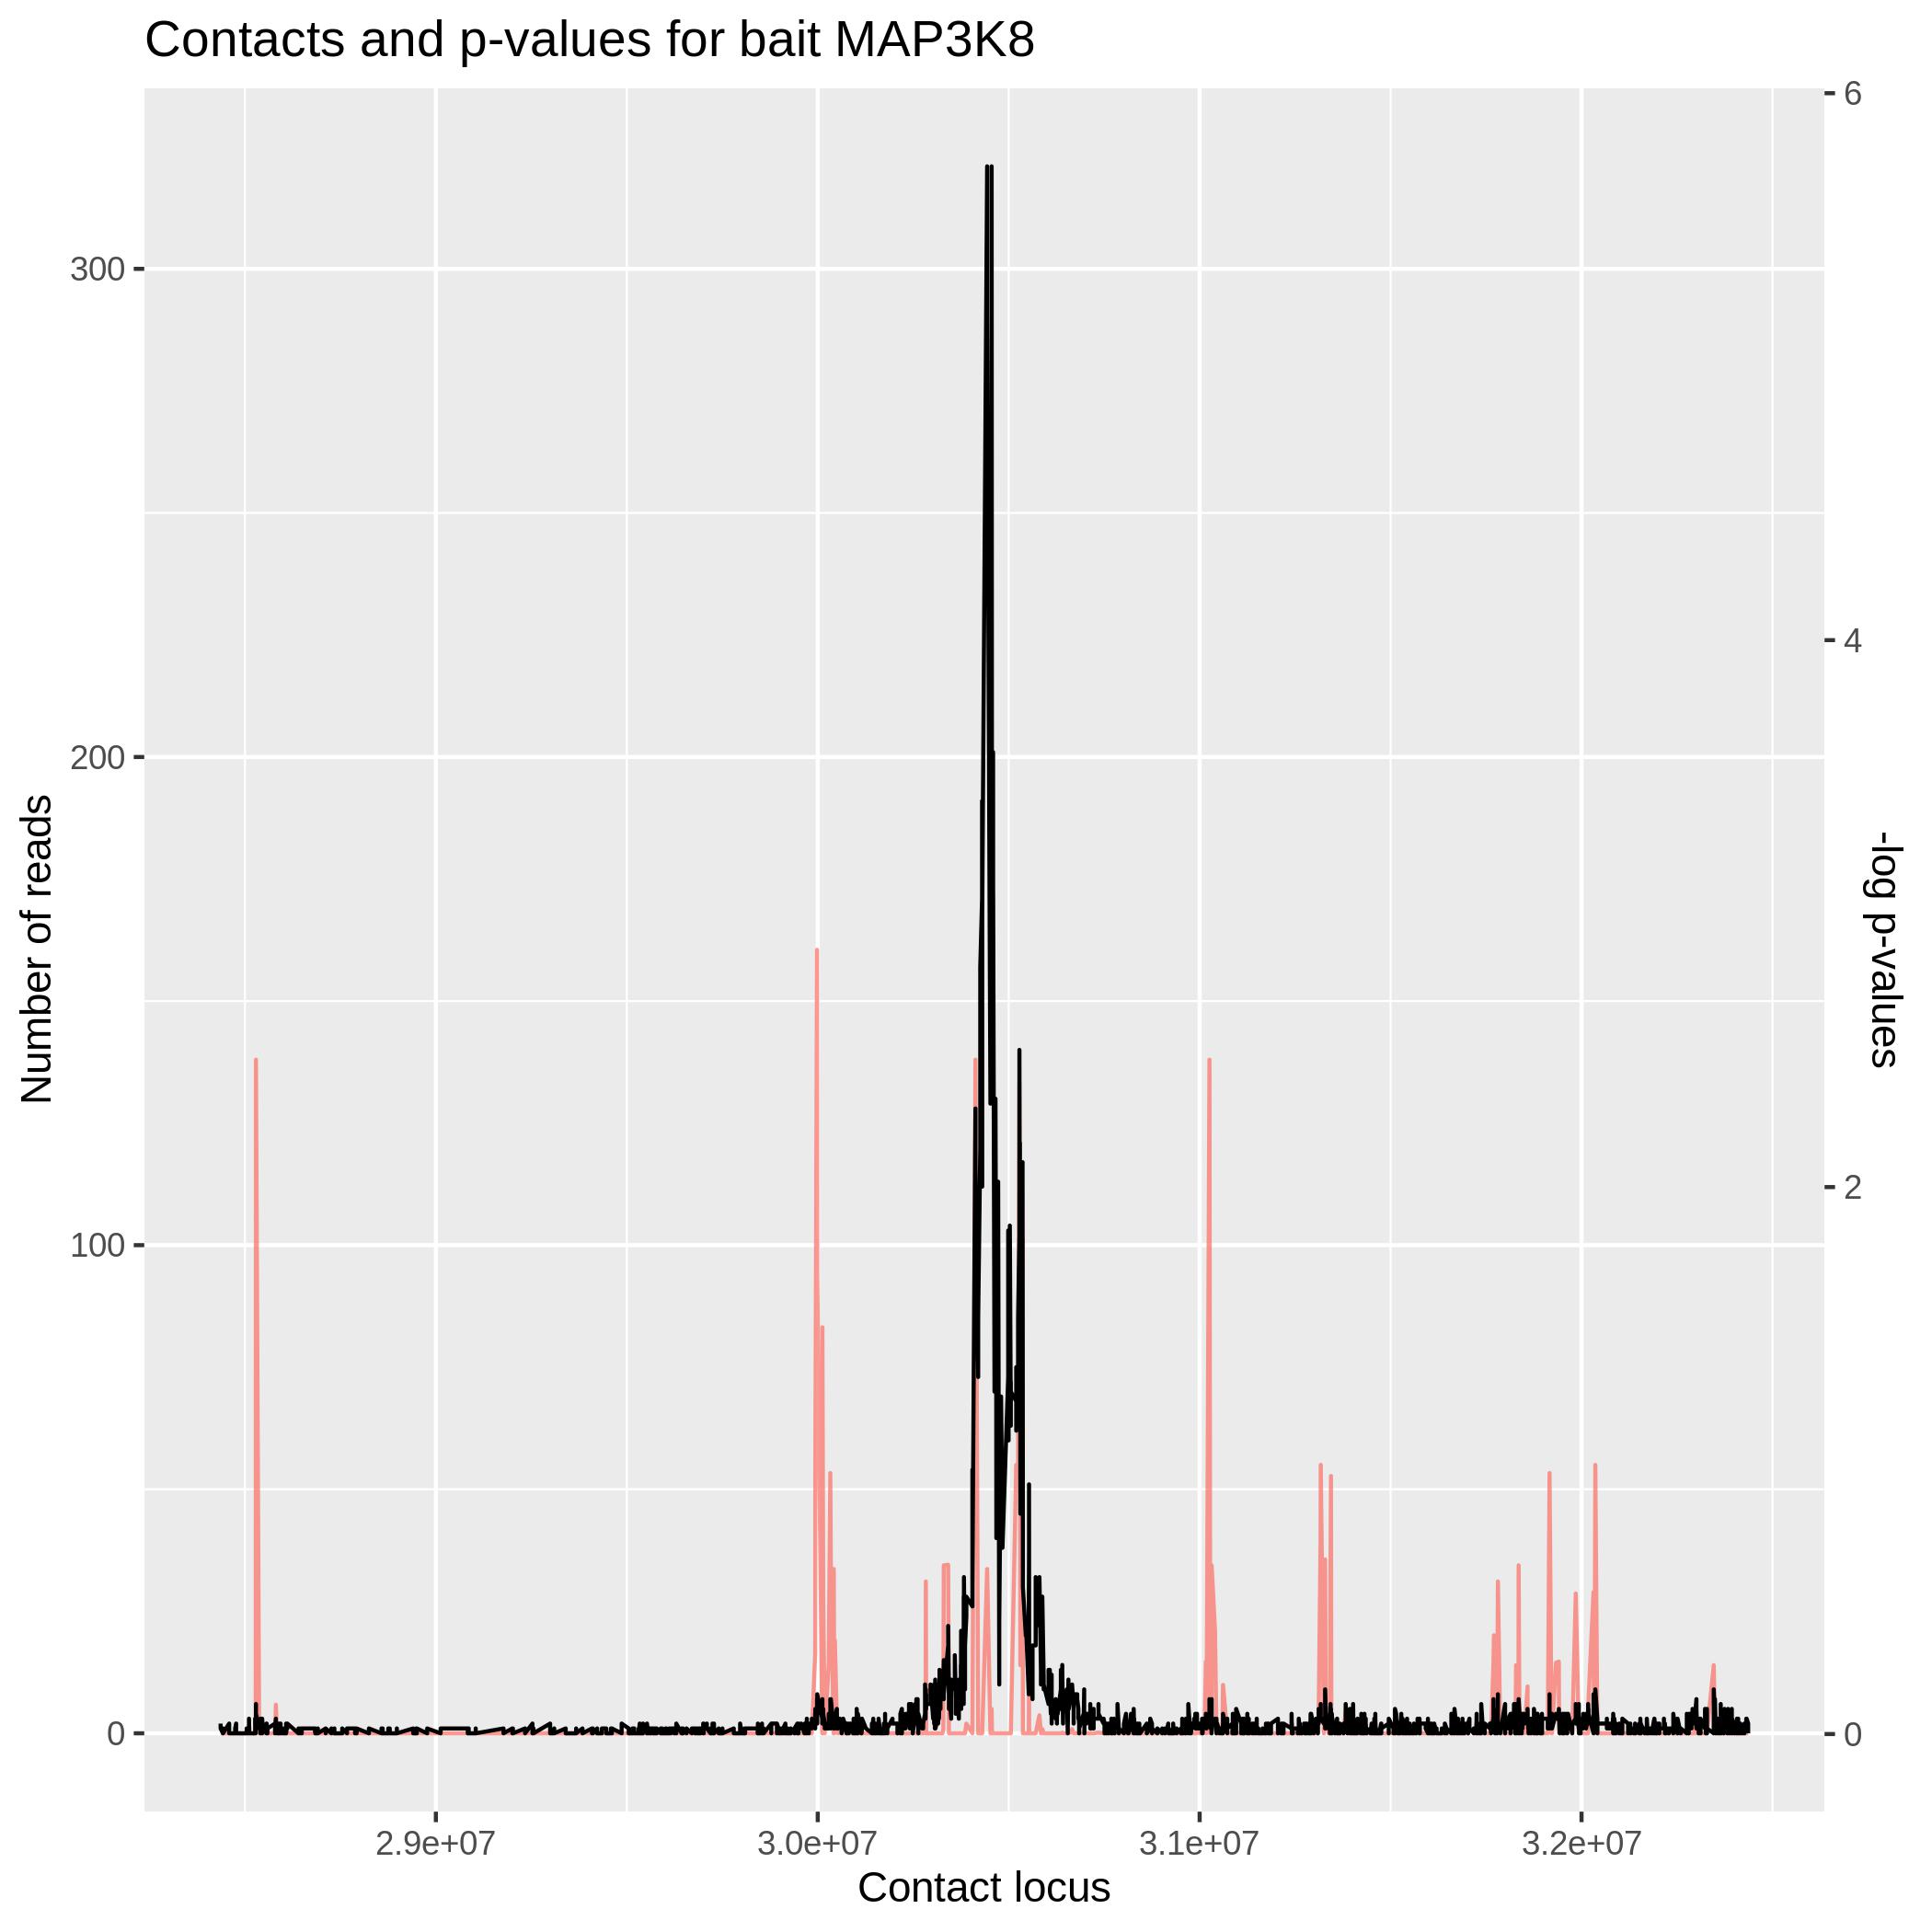 Contacts and p-values for bait MAP3K8
6
300
4
200
Number of reads
-log p-values
2
100
0
0
2.9e+07
3.0e+07
3.1e+07
3.2e+07
Contact locus